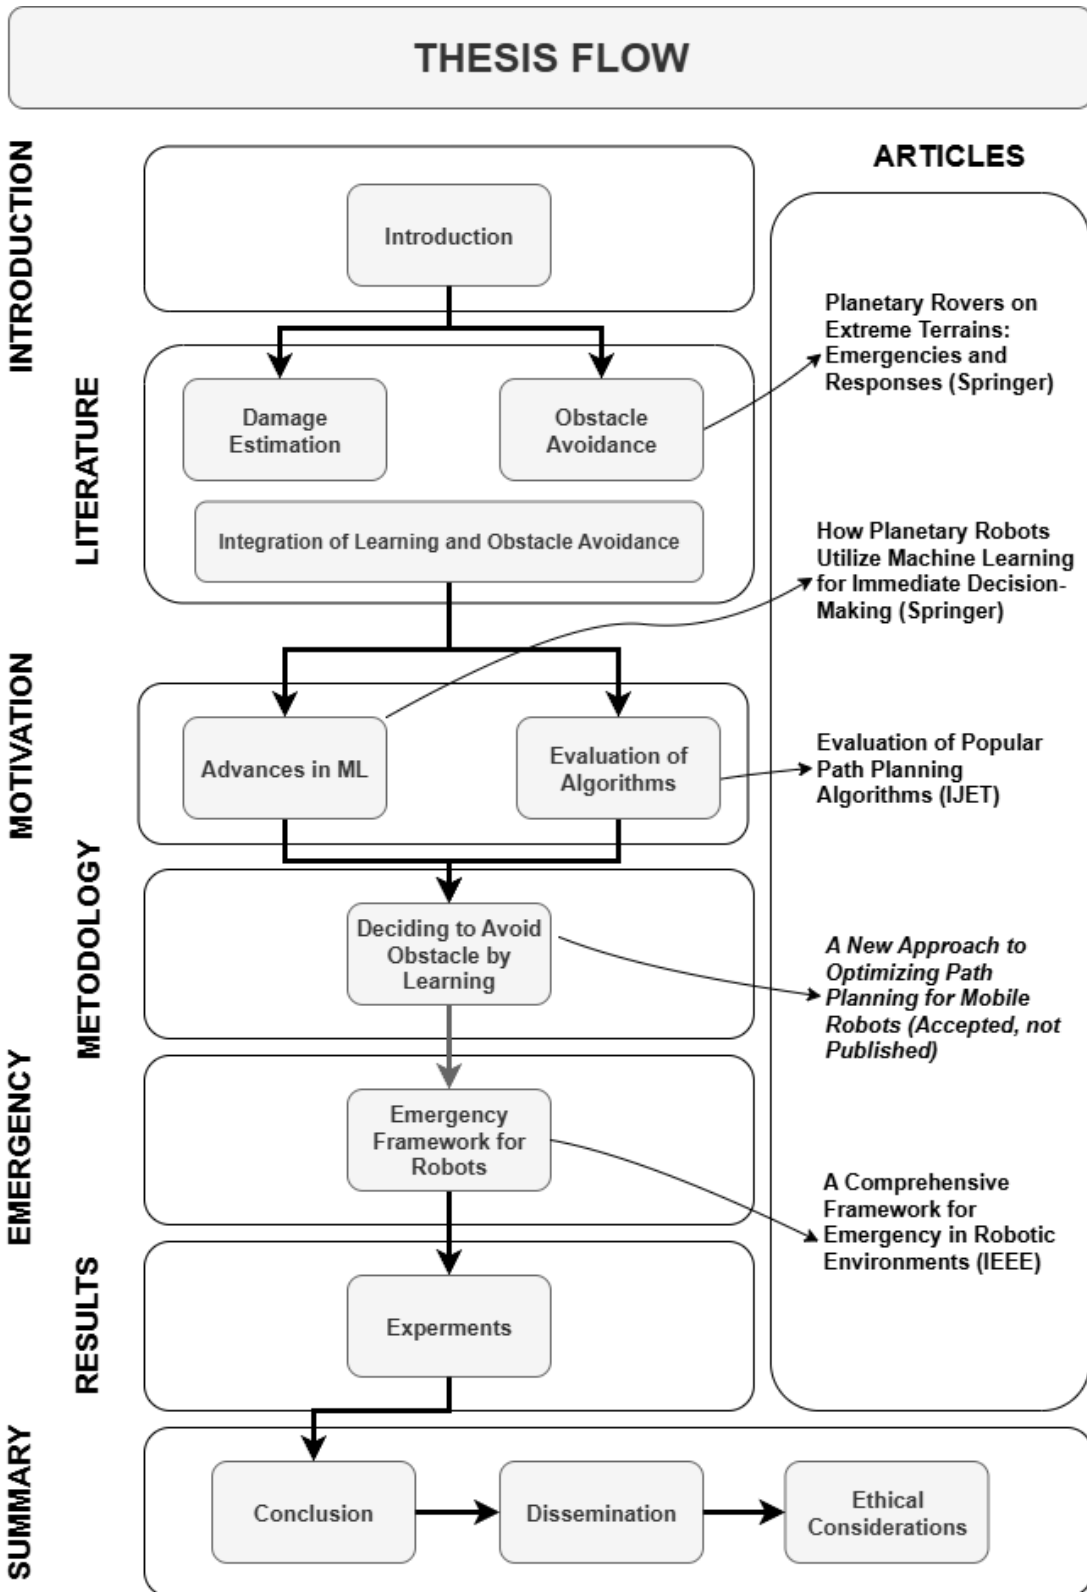 THESIS FLOW
INTRODUCTION
Introduction
ARTICLES
LITERATURE
Damage
Estimation
Obstacle
Avoidance
Integration of Learning and Obstacle Avoidance
Planetary Rovers on
Extreme Terrains:
Emergencies and
Responses (Springer)
How Planetary Robots
Utilize Machine Learning
for Immediate Decision-
Making (Springer)
MOTIVATION
Advances in ML
Evaluation of
Algorithms
Evaluation of Popular
Path Planning
Algorithms (IJET)
METODOLOGY
Deciding to Avoid
Obstacle by
Learning
A New Approach to
Optimizing Path
Planning for Mobile
Robots (Accepted, not
Published)
EMERGENCY
Emergency
Framework for
Robots
A Comprehensive
Framework for
Emergency in Robotic
Environments (IEEE)
RESULTS
Experments
SUMMARY
Conclusion
Dissemination
Ethical
Considerations